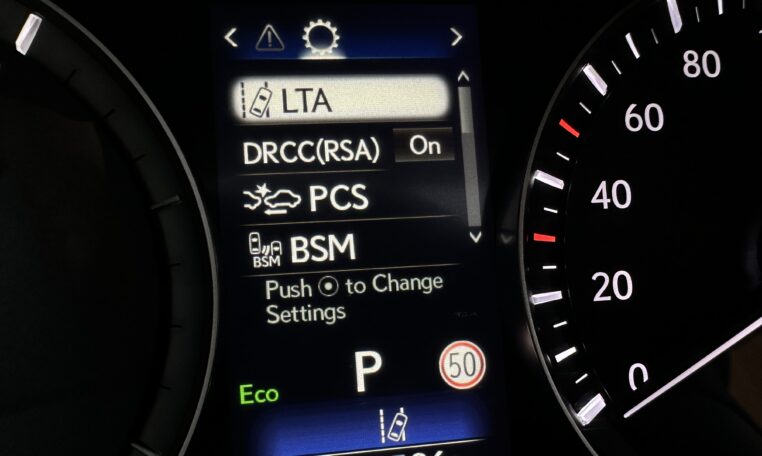 LTA
DRCC(RSA) On
PCS
BSM
BSM
Push to Change
Settings
P
50
Eco
80
60
40
20
0